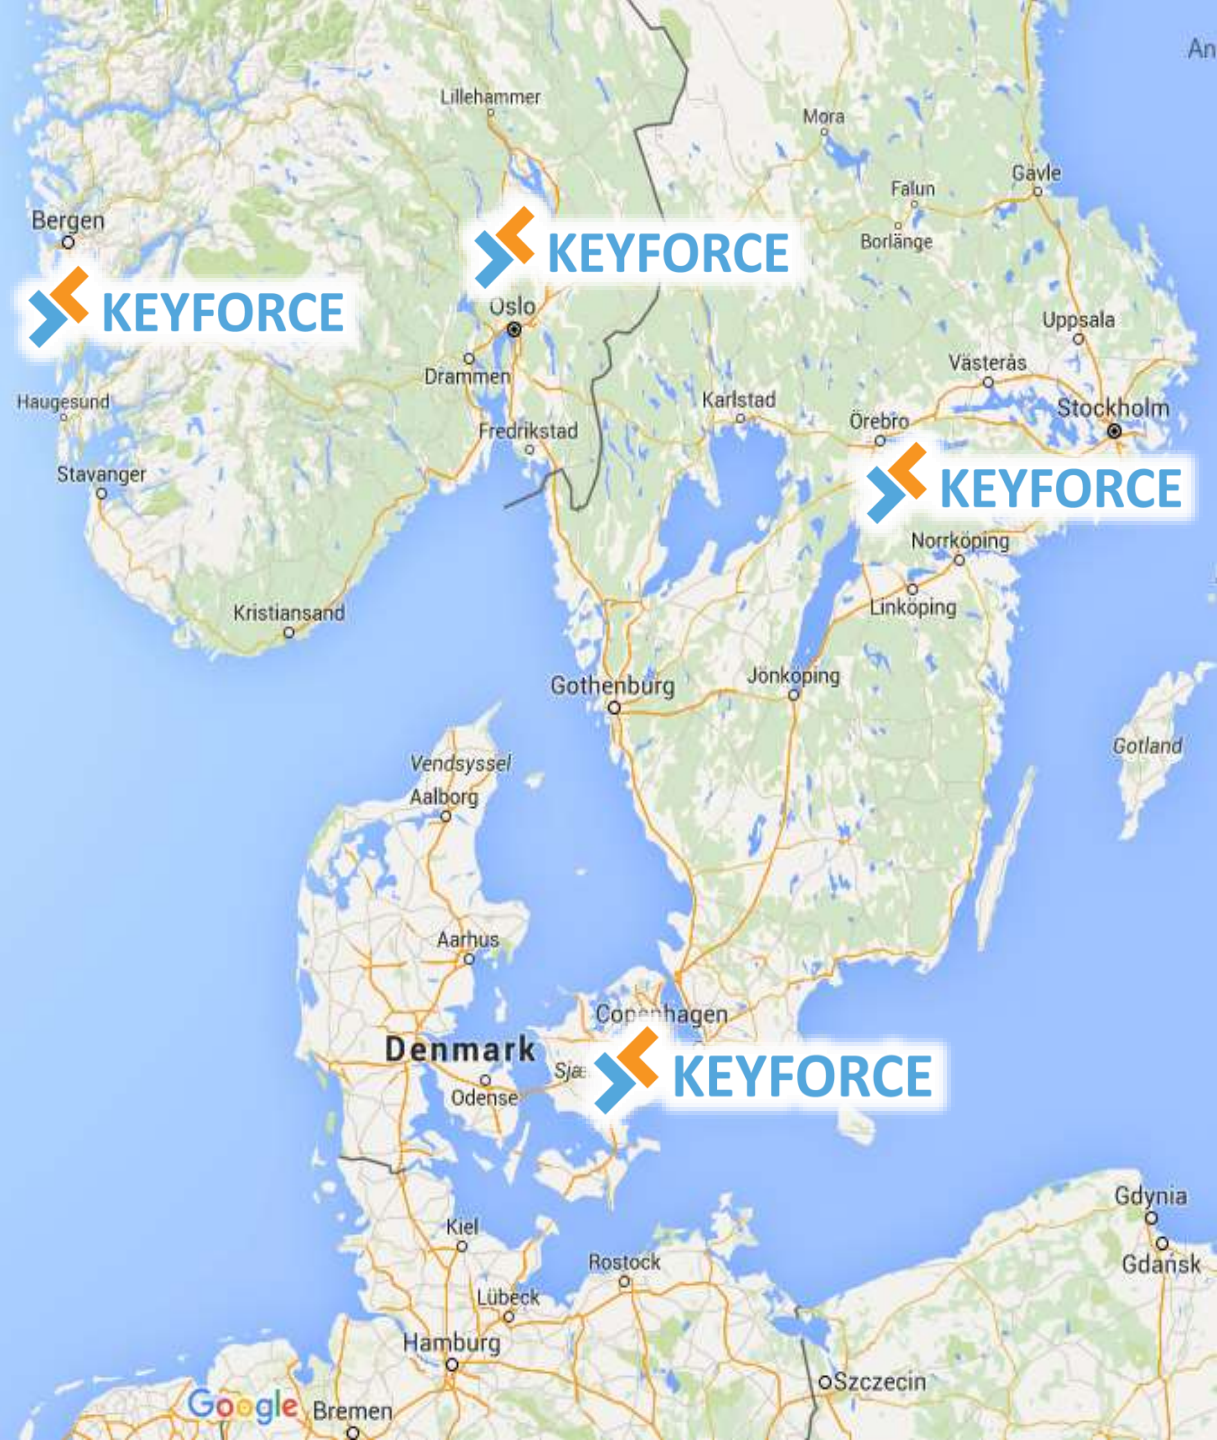 An
Lillehammer
Mora
Gävle
Falun
Bergen
Borlänge
KEYFORCE
KEYFORCE
Oslo
Uppsala
Västerås
Drammen
Haugesund
Karlstad
Stockholm
Örebro
Fredrikstad
Stavanger
KEYFORCE
Norrköping
Linköping
Kristiansand
Jönköping
Gothenburg
Gotland
Vendsyssel
Aalborg
Aarhus
Copenhagen
Denmark
Sjæ
KEYFORCE
Odense
Gdynia
Kiel
Rostock
Gdańsk
Lübeck
Hamburg
Szczecin
Google
Bremen